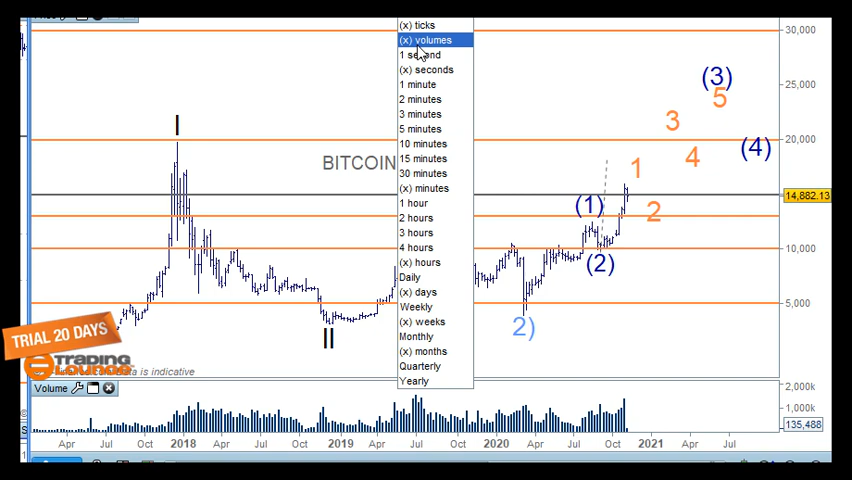 (x) ticks
(x) volumes
1 second
(x) seconds
1 minute
2 minutes
3 minutes
5 minutes
10 minutes
15 minutes
30 minutes
(x) minutes
1 hour
2 hours
3 hours
4 hours
(x) hours
Daily
(x) days
Weekly
(x) weeks
Monthly
(x) months
Quarterly
Yearly
30,000
25,000
20,000
14,882.13
10,000
5,000
I
II
BITCOIN
2)
(1)
(2)
1
2
3
4
5
(3)
(4)
TRIAL 20 DAYS
TRADING
LOUNGE
Data is indicative
Volume
2,000k
1,000k
135,488
Apr Jul Oct 2018 Apr Jul Oct 2019 Apr Jul Oct 2020 Apr Jul Oct 2021 Apr Jul